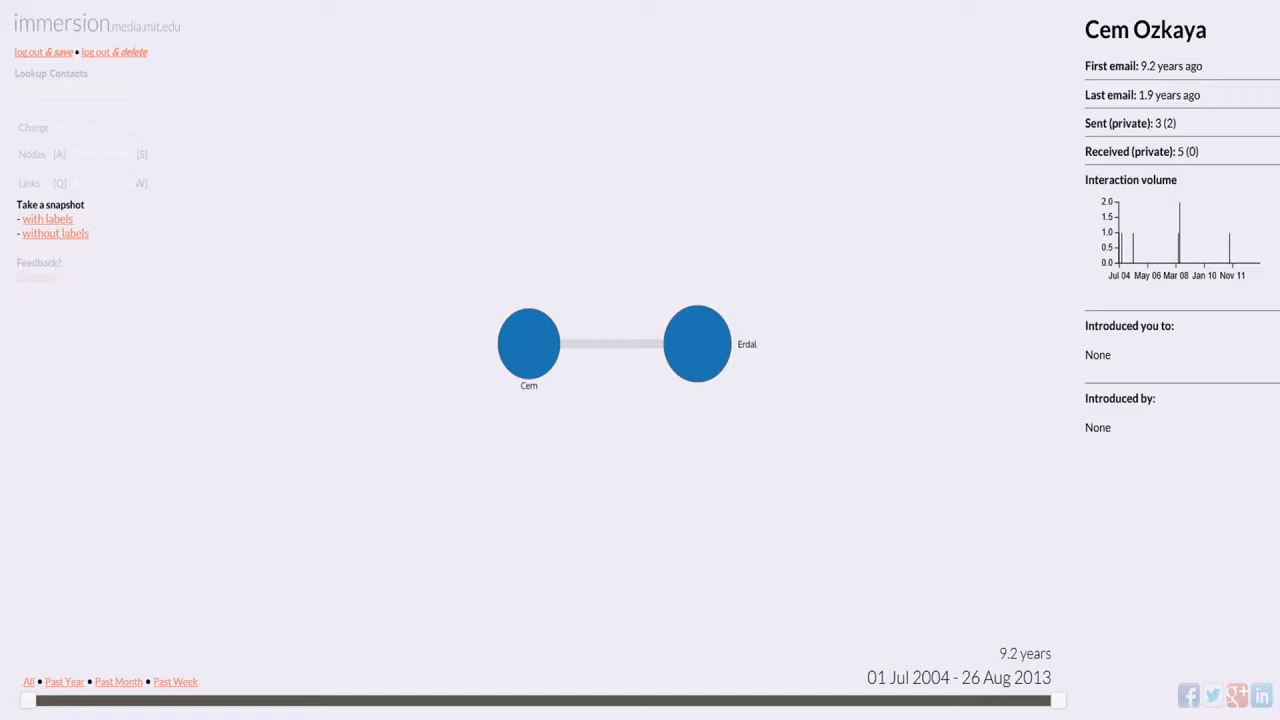 immersion.media.mit.edu
log out & save • log out & delete
Lookup Contacts
Charge
Nodes [A] [S]
Links [Q] W]
Take a snapshot
- with labels
- without labels
Feedback?
Cem
Erdal
Cem Ozkaya
First email: 9.2 years ago
Last email: 1.9 years ago
Sent (private): 3 (2)
Received (private): 5 (0)
Interaction volume
2.0
1.5
1.0
0.5
0.0
Jul 04 May 06 Mar 08 Jan 10 Nov 11
Introduced you to:
None
Introduced by:
None
9.2 years
01 Jul 2004 - 26 Aug 2013
All • Past Year • Past Month • Past Week